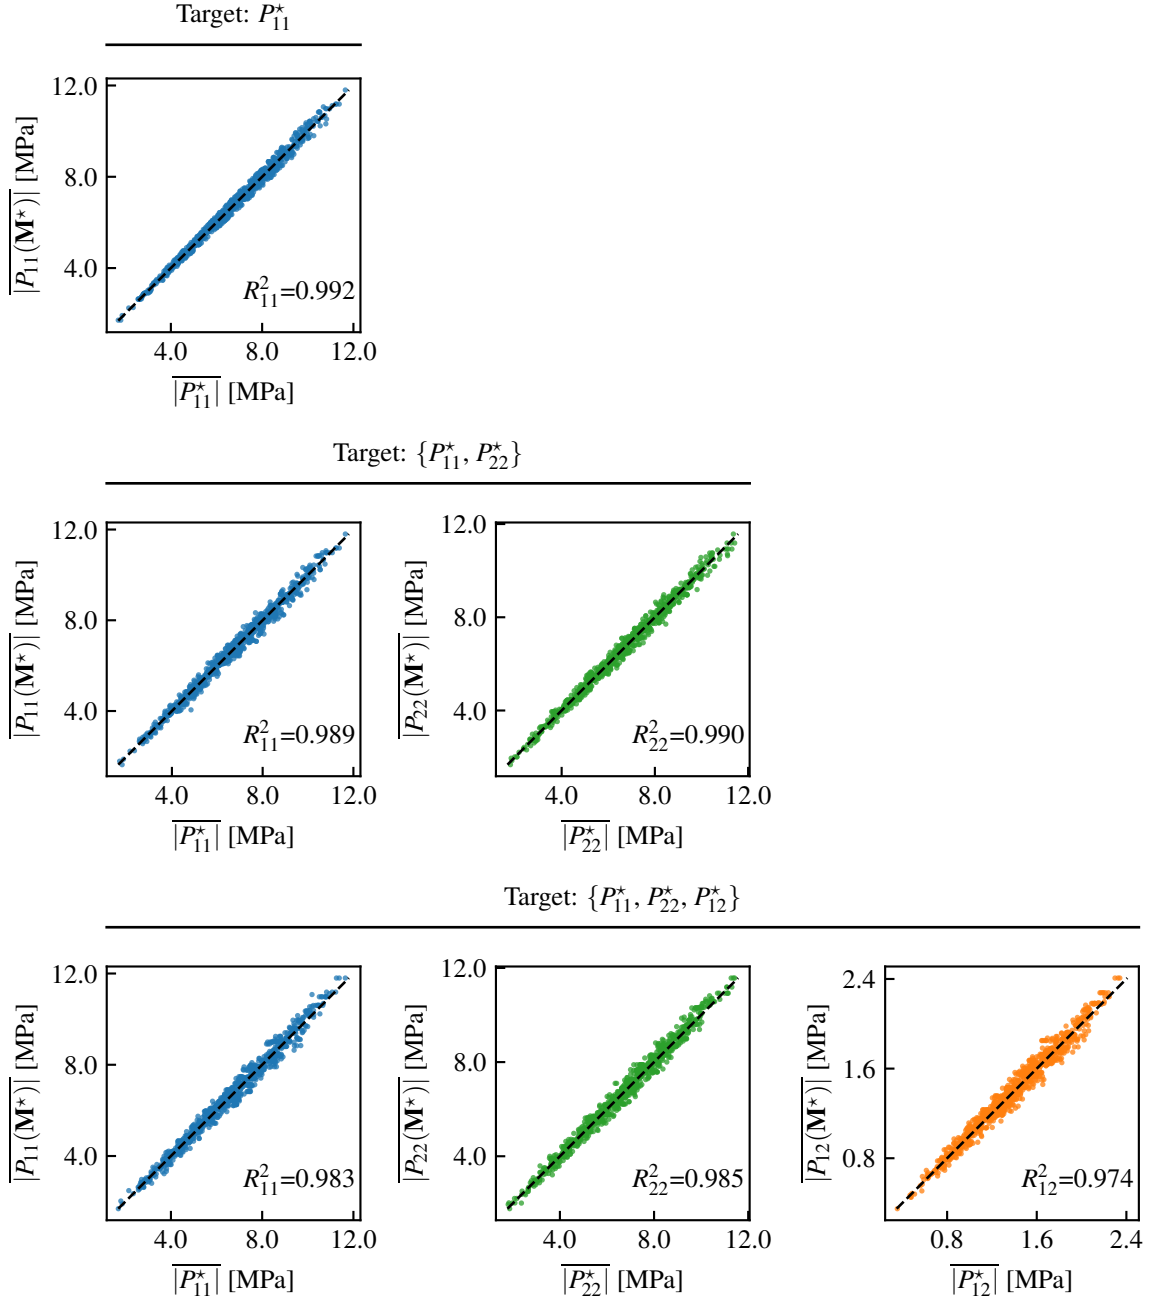 Target: P⋆11
12.0
8.0
4.0
|P11(M⋆)| [MPa]
R²11=0.992
4.0 8.0 12.0
|P⋆11| [MPa]
Target: {P⋆11, P⋆22}
12.0
8.0
4.0
|P11(M⋆)| [MPa]
R²11=0.989
4.0 8.0 12.0
|P⋆11| [MPa]
12.0
8.0
4.0
|P22(M⋆)| [MPa]
R²22=0.990
4.0 8.0 12.0
|P⋆22| [MPa]
Target: {P⋆11, P⋆22, P⋆12}
12.0
8.0
4.0
|P11(M⋆)| [MPa]
R²11=0.983
4.0 8.0 12.0
|P⋆11| [MPa]
12.0
8.0
4.0
|P22(M⋆)| [MPa]
R²22=0.985
4.0 8.0 12.0
|P⋆22| [MPa]
2.4
1.6
0.8
|P12(M⋆)| [MPa]
R²12=0.974
0.8 1.6 2.4
|P⋆12| [MPa]